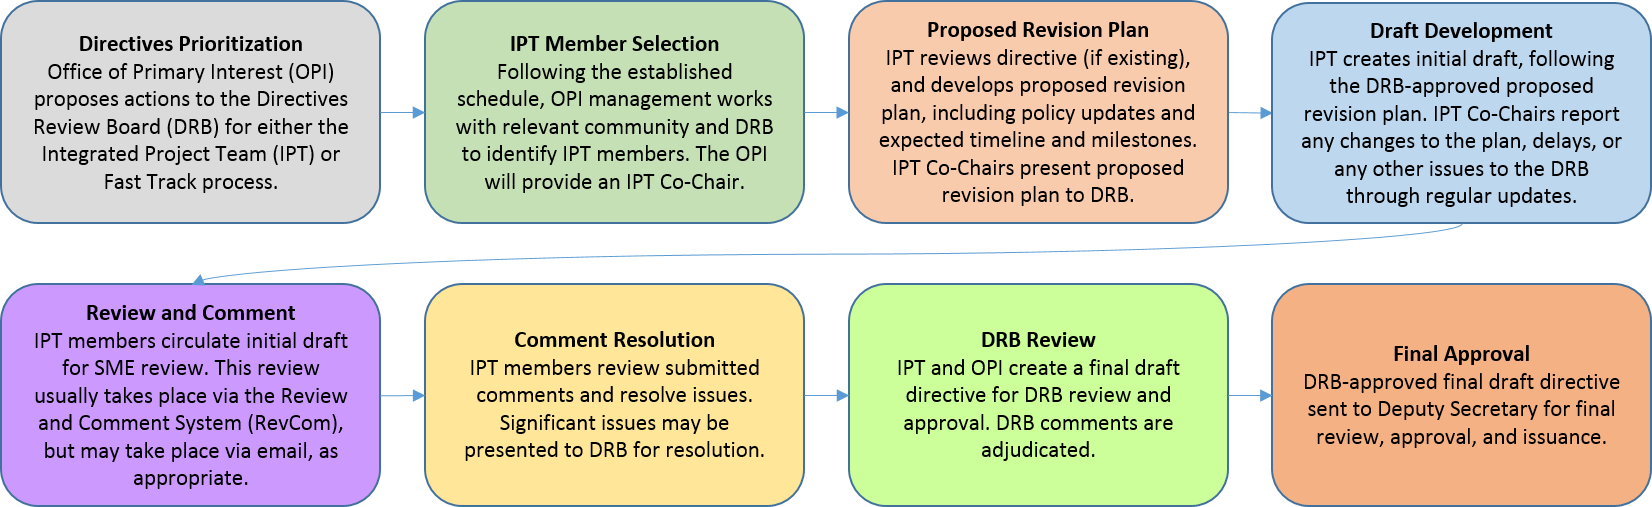 Directives Prioritization
Office of Primary Interest (OPI)
proposes actions to the Directives
Review Board (DRB) for either the
Integrated Project Team (IPT) or
Fast Track process.
IPT Member Selection
Following the established
schedule, OPI management works
with relevant community and DRB
to identify IPT members. The OPI
will provide an IPT Co-Chair.
Proposed Revision Plan
IPT reviews directive (if existing),
and develops proposed revision
plan, including policy updates and
expected timeline and milestones.
IPT Co-Chairs present proposed
revision plan to DRB.
Draft Development
IPT creates initial draft, following
the DRB-approved proposed
revision plan. IPT Co-Chairs report
any changes to the plan, delays, or
any other issues to the DRB
through regular updates.
Review and Comment
IPT members circulate initial draft
for SME review. This review
usually takes place via the Review
and Comment System (RevCom),
but may take place via email, as
appropriate.
Comment Resolution
IPT members review submitted
comments and resolve issues.
Significant issues may be
presented to DRB for resolution.
DRB Review
IPT and OPI create a final draft
directive for DRB review and
approval. DRB comments are
adjudicated.
Final Approval
DRB-approved final draft directive
sent to Deputy Secretary for final
review, approval, and issuance.